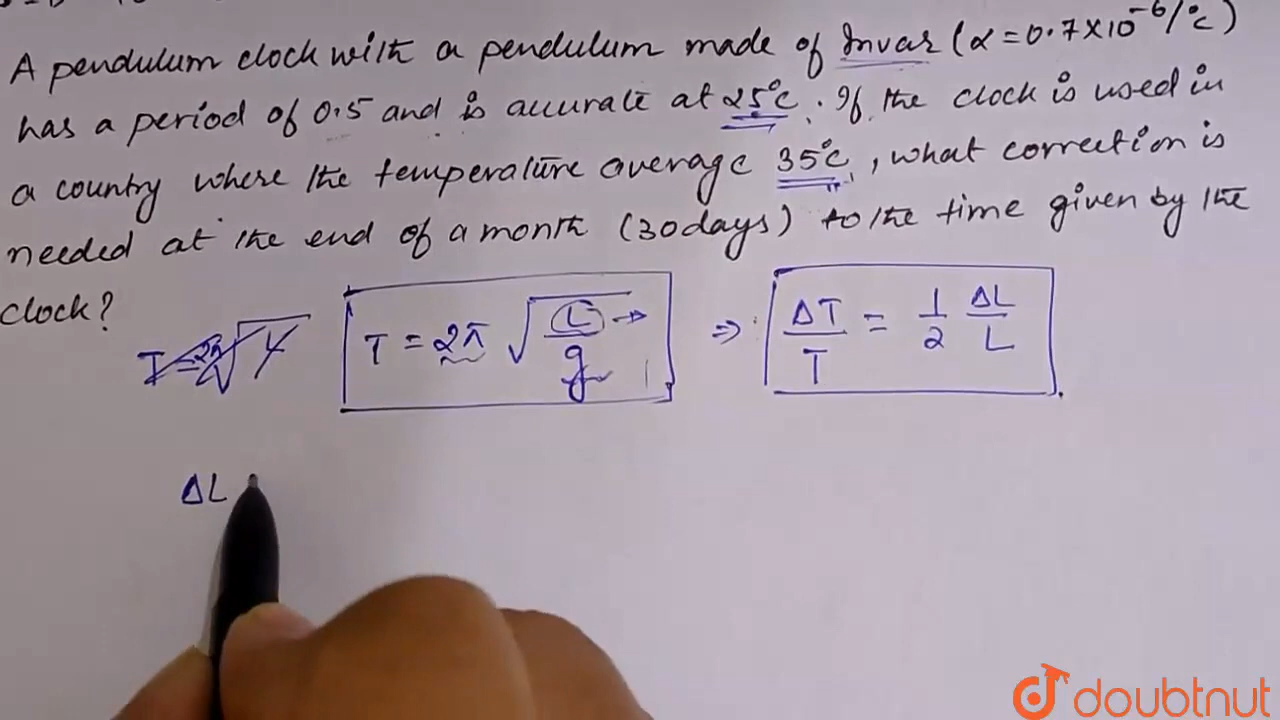 A pendulum clock with a pendulum made of Invar (α = 0.7×10⁻⁶/°C)
has a period of 0.5 and is accurate at 25°C. If the clock is used in
a country where the temperature average 35°C, what correction is
needed at the end of a month (30 days) to the time given by the
clock?
T = 2π √(L/g) ⇒ ΔT/T = 1/2 ΔL/L
ΔL
doubtnut